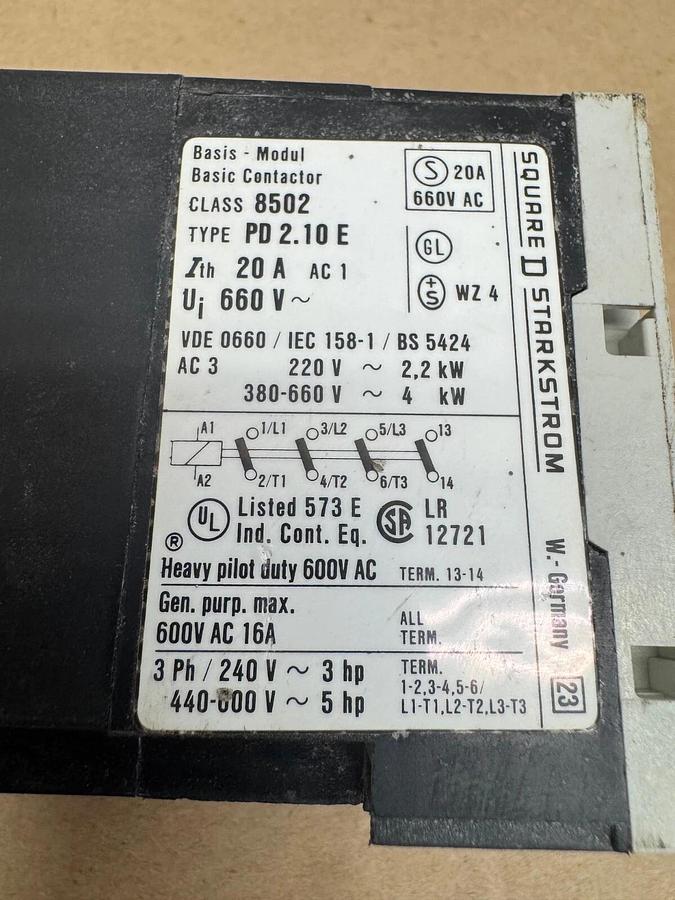 Basis - Modul
Basic Contactor
CLASS 8502
TYPE PD 2.10 E
Ith 20 A AC 1
Ui 660 V ~
S 20A
660V AC
GL
+S WZ 4
VDE 0660 / IEC 158-1 / BS 5424
AC 3 220 V ~ 2,2 kW
380-660 V ~ 4 kW
A1 1/L1 3/L2 5/L3 13
A2 2/T1 4/T2 6/T3 14
UL ® Listed 573 E
Ind. Cont. Eq.
SA LR
12721
Heavy pilot duty 600V AC TERM. 13-14
Gen. purp. max.
600V AC 16A
ALL
TERM.
3 Ph / 240 V ~ 3 hp
440-600 V ~ 5 hp
TERM.
1-2,3-4,5-6/
L1-T1,L2-T2,L3-T3
SQUARE D STARKSTROM W.-Germany 23